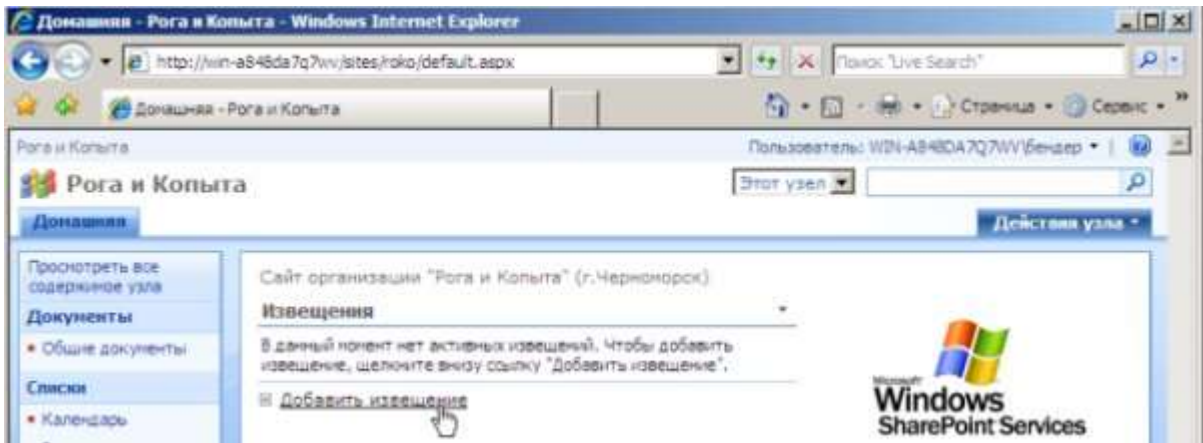 Домашняя - Рога и Копыта - Windows Internet Explorer
http://win-a848da7q7wv/sites/roko/default.aspx
Поиск "Live Search"
Домашняя - Рога и Копыта
Страница
Сервис
Рога и Копыта
Пользователь: WIN-A848DA7Q7WV\бендер
Рога и Копыта
Этот узел
Домашняя
Действия узла
Просмотреть все
содержимое узла
Документы
Общие документы
Списки
Календарь
Сайт организации "Рога и Копыта" (г.Черноморск)
Извещения
В данный момент нет активных извещений. Чтобы добавить
извещение, щелкните внизу ссылку "Добавить извещение".
Добавить извещение
Microsoft
Windows
SharePoint Services